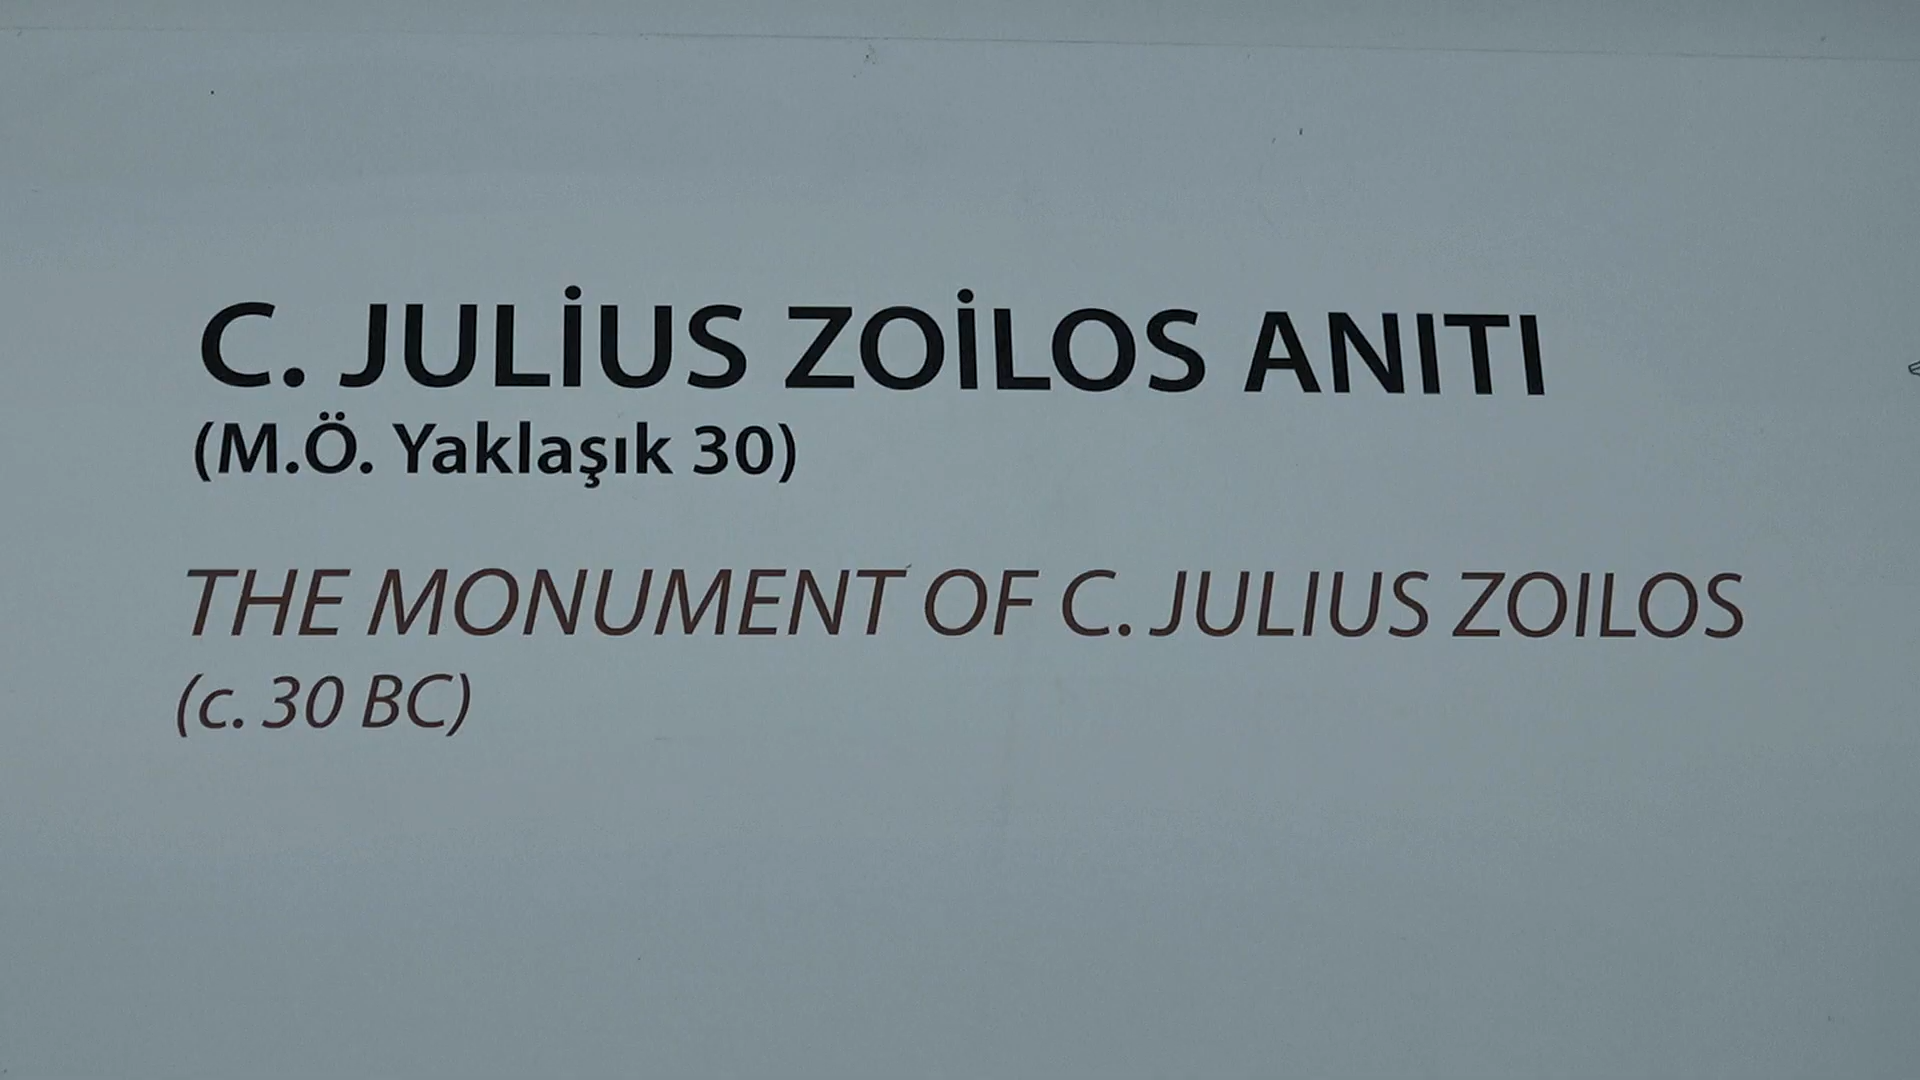 C. JULİUS ZOİLOS ANITI
(M.Ö. Yaklaşık 30)
THE MONUMENT OF C. JULIUS ZOILOS
(c. 30 BC)